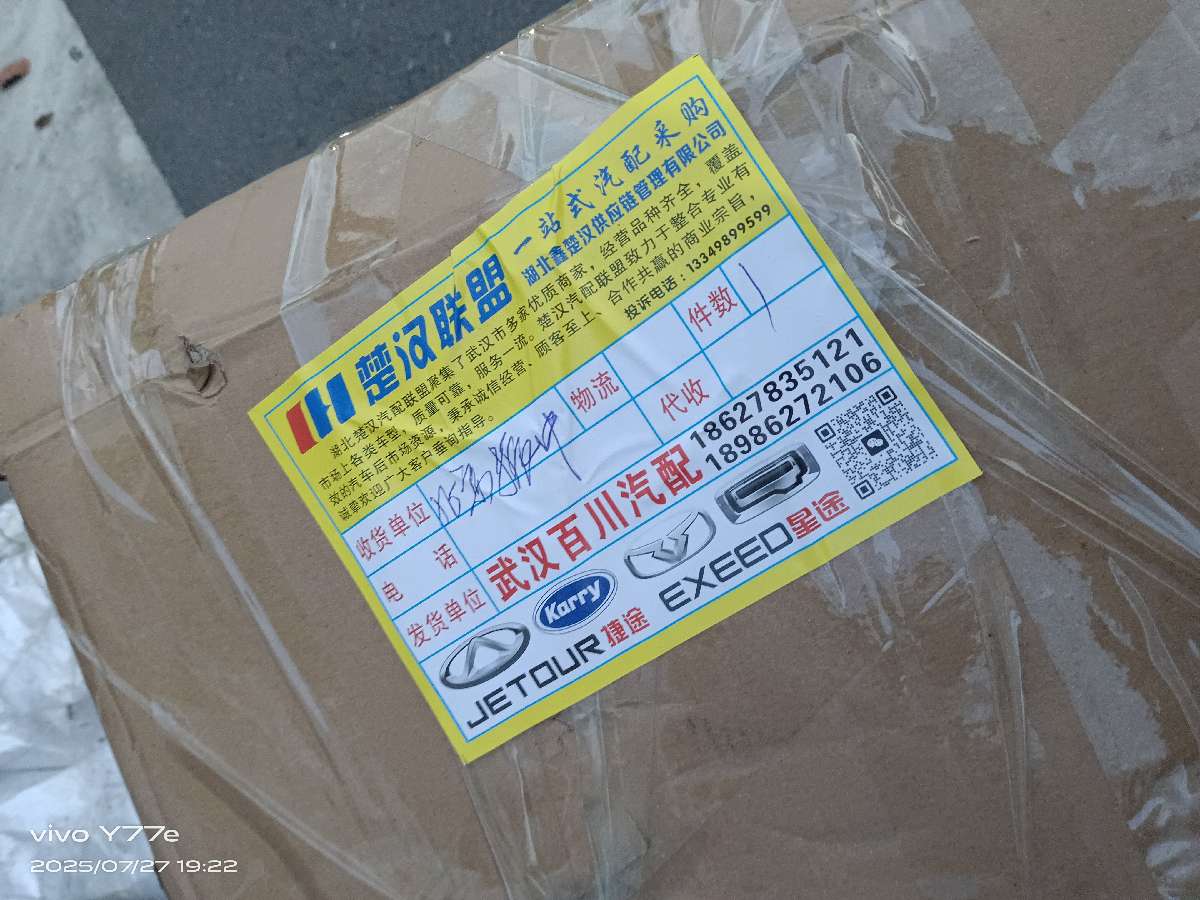 楚汉联盟
一站式汽配采购
湖北鑫楚汉供应链管理有限公司
湖北楚汉汽配联盟聚集了武汉市多家优质商家，经营品种齐全，覆盖
市场上各类车型，质量可靠，服务一流。楚汉汽配联盟致力于整合专业有
效的汽车后市场资源，秉承诚信经营、顾客至上、合作共赢的商业宗旨，
诚挚欢迎广大客户垂询指导。
投诉电话：13349899599
收货单位
物流
件数 1
电 话
代收
发货单位
武汉百川汽配
18627835121
18986272106
Karry
JETOUR捷途
EXEED星途
vivo Y77e
2025/07/27 19:22